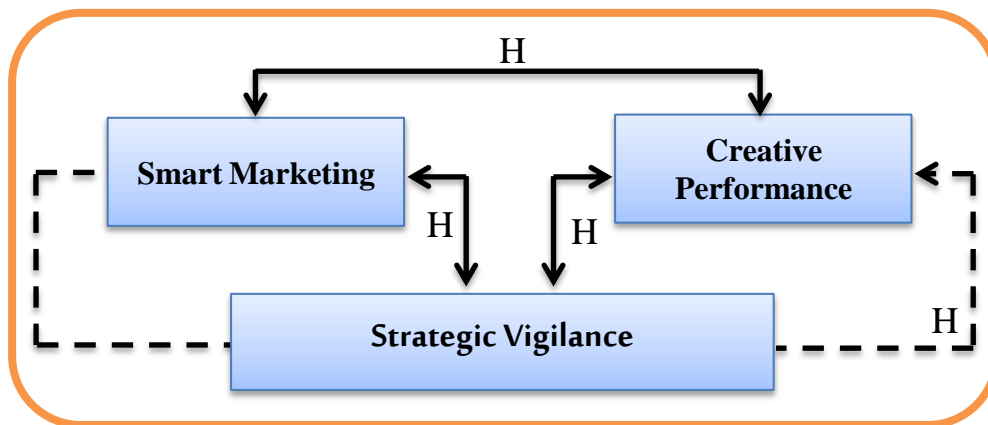 H
Smart Marketing
Creative
Performance
H
H
Strategic Vigilance
H